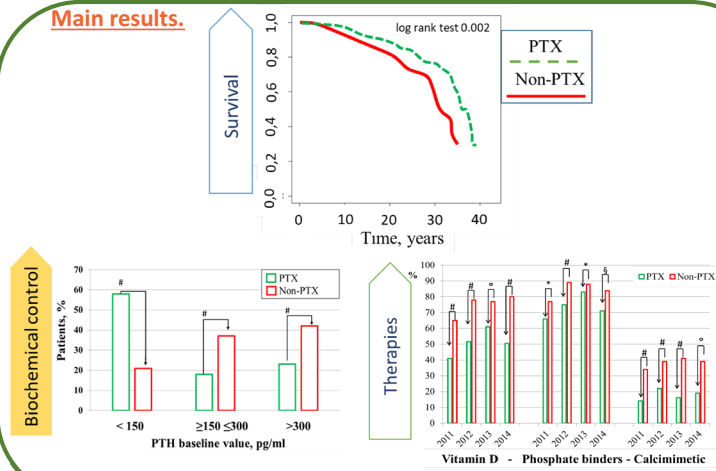 Main results.
Survival
1,0
0,8
0,6
0,4
0,2
0,0
log rank test 0.002
0 10 20 30 40
Time, years
PTX
Non-PTX
Biochemical control
Patients, %
70
60
50
40
30
20
10
0
PTX
Non-PTX
# # #
< 150 ≥150 ≤300 >300
PTH baseline value, pg/ml
Therapies
%
100
90
80
70
60
50
40
30
20
10
0
PTX Non-PTX
# # ° # * # * § # # # °
2011 2012 2013 2014 2011 2012 2013 2014 2011 2012 2013 2014
Vitamin D - Phosphate binders - Calcimimetic